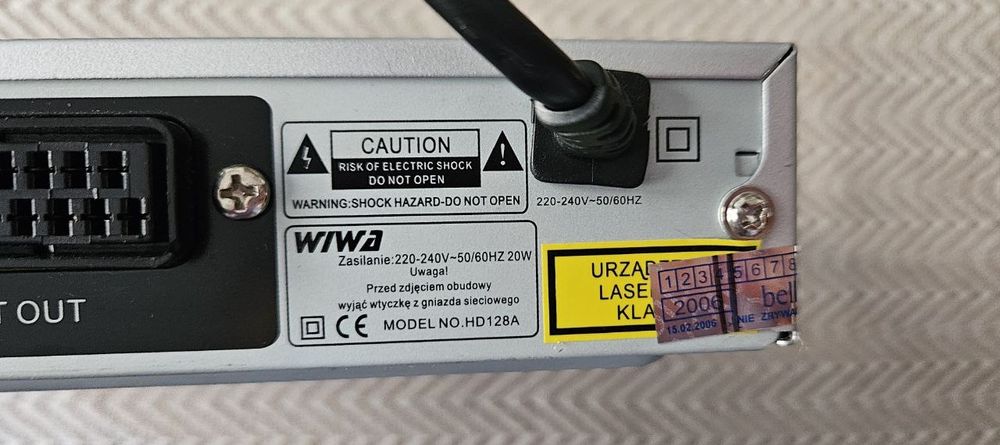 T OUT
CAUTION
RISK OF ELECTRIC SHOCK
DO NOT OPEN
WARNING:SHOCK HAZARD-DO NOT OPEN
220-240V~50/60HZ
WIWA
Zasilanie:220-240V~50/60HZ 20W
Uwaga!
Przed zdjęciem obudowy
wyjąć wtyczkę z gniazda sieciowego
CE MODEL NO.HD128A
URZĄDZE
LASE
KLA
1 2 3 4 5 6 7 8
2006 bell
15.02.2006 NIE ZRYWA